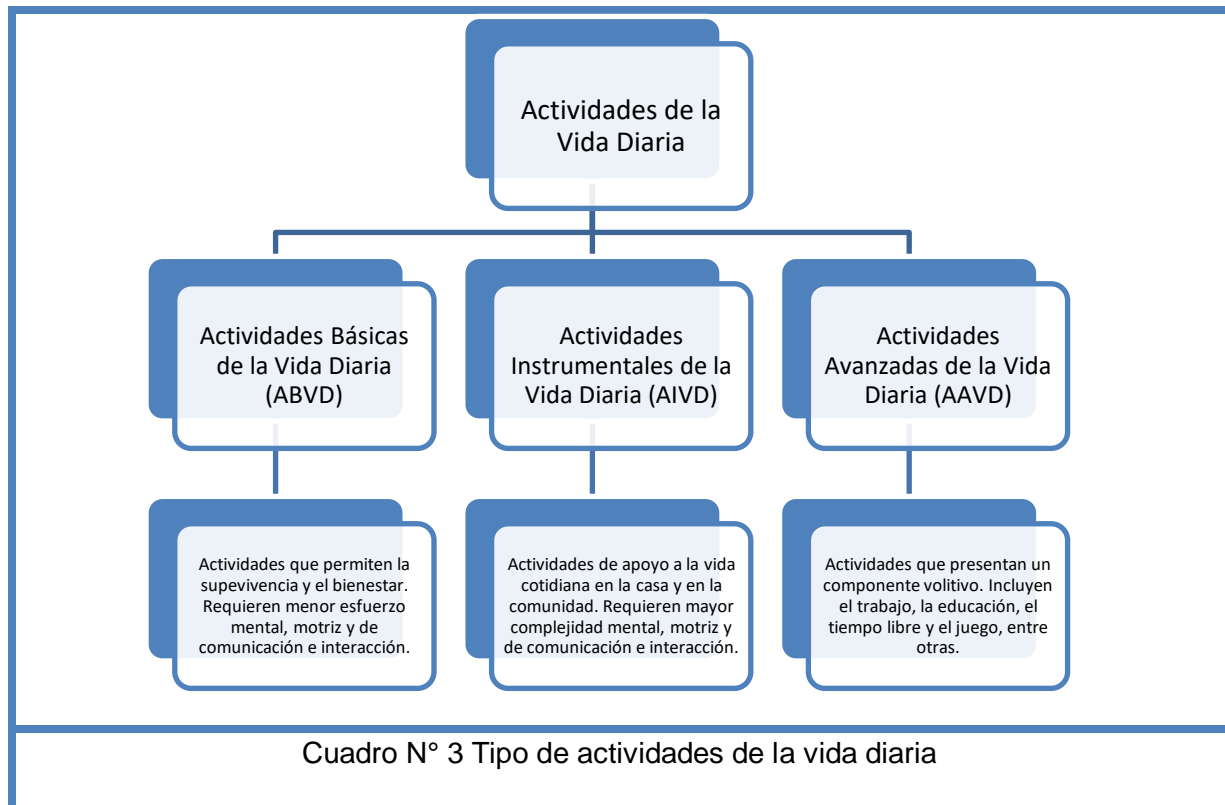 Actividades de la
Vida Diaria
Actividades Básicas
de la Vida Diaria
(ABVD)
Actividades
Instrumentales de la
Vida Diaria (AIVD)
Actividades
Avanzadas de la Vida
Diaria (AAVD)
Actividades que permiten la
supevivencia y el bienestar.
Requieren menor esfuerzo
mental, motriz y de
comunicación e interacción.
Actividades de apoyo a la vida
cotidiana en la casa y en la
comunidad. Requieren mayor
complejidad mental, motriz y
de comunicación e interacción.
Actividades que presentan un
componente volitivo. Incluyen
el trabajo, la educación, el
tiempo libre y el juego, entre
otras.
Cuadro N° 3 Tipo de actividades de la vida diaria